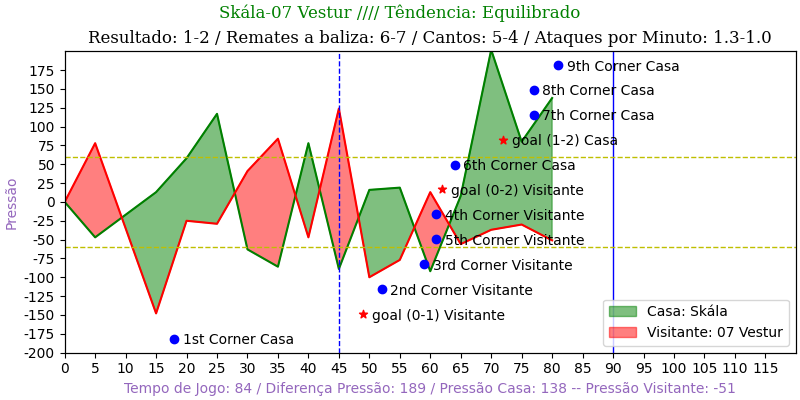 Skála-07 Vestur //// Têndencia: Equilibrado
Resultado: 1-2 / Remates a baliza: 6-7 / Cantos: 5-4 / Ataques por Minuto: 1.3-1.0
Pressão
175
150
125
100
75
50
25
0
-25
-50
-75
-100
-125
-150
-175
-200
9th Corner Casa
8th Corner Casa
7th Corner Casa
goal (1-2) Casa
6th Corner Casa
goal (0-2) Visitante
4th Corner Visitante
5th Corner Visitante
3rd Corner Visitante
2nd Corner Visitante
goal (0-1) Visitante
1st Corner Casa
Casa: Skála
Visitante: 07 Vestur
0 5 10 15 20 25 30 35 40 45 50 55 60 65 70 75 80 85 90 95 100 105 110 115
Tempo de Jogo: 84 / Diferença Pressão: 189 / Pressão Casa: 138 -- Pressão Visitante: -51